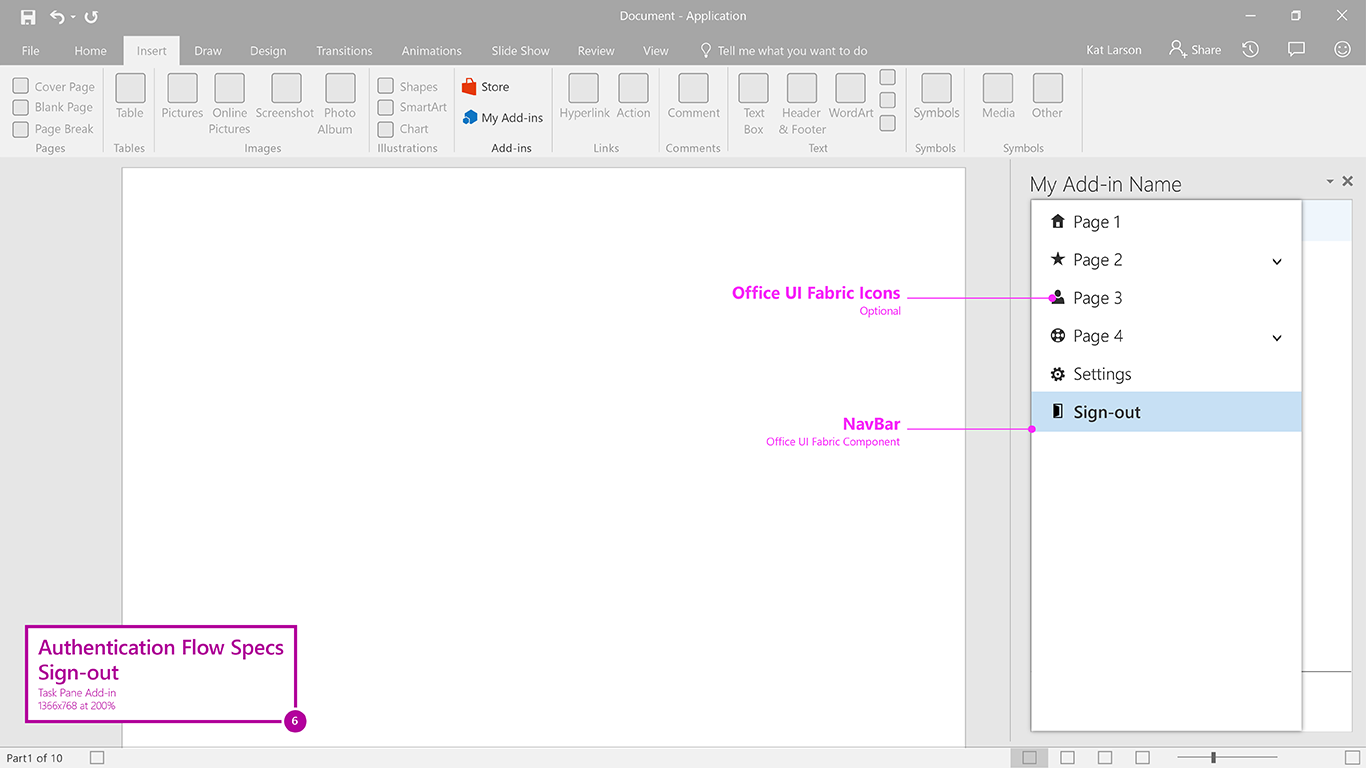 Document - Application
File Home Insert Draw Design Transitions Animations Slide Show Review View Tell me what you want to do Kat Larson Share
Cover Page
Blank Page
Page Break
Pages
Table
Tables
Pictures
Online
Pictures
Screenshot
Photo
Album
Images
Shapes
SmartArt
Chart
Illustrations
Store
My Add-ins
Add-ins
Hyperlink
Action
Links
Comment
Comments
Text
Box
Header
& Footer
WordArt
Text
Symbols
Symbols
Media
Other
Symbols
My Add-in Name
Page 1
Page 2
Page 3
Page 4
Settings
Sign-out
Office UI Fabric Icons
Optional
NavBar
Office UI Fabric Component
Authentication Flow Specs
Sign-out
Task Pane Add-in
1366x768 at 200%
6
Part1 of 10